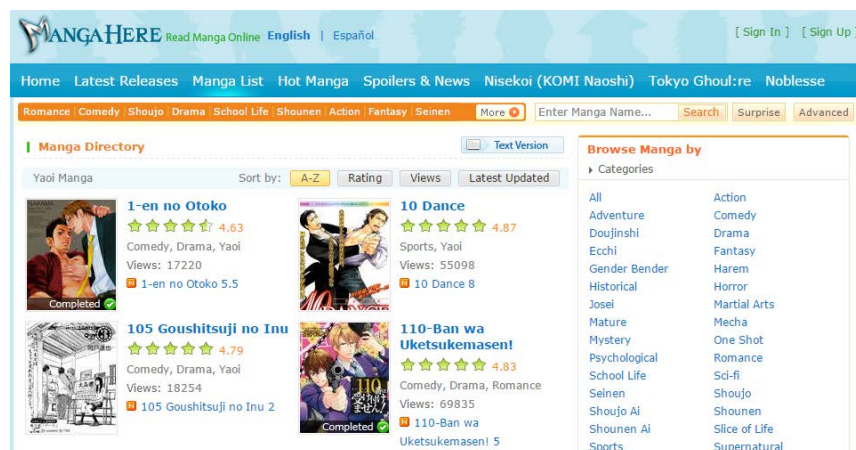 MANGAHERE Read Manga Online English | Español [ Sign In ] [ Sign Up ]
Home Latest Releases Manga List Hot Manga Spoilers & News Nisekoi (KOMI Naoshi) Tokyo Ghoul:re Noblesse
Romance | Comedy | Shoujo | Drama | School Life | Shounen | Action | Fantasy | Seinen More Enter Manga Name... Search Surprise Advanced
Manga Directory Text Version
Yaoi Manga Sort by: A-Z Rating Views Latest Updated
1-en no Otoko
4.63
Comedy, Drama, Yaoi
Views: 17220
N 1-en no Otoko 5.5
Completed
10 Dance
4.87
Sports, Yaoi
Views: 55098
N 10 Dance 8
105 Goushitsuji no Inu
4.79
Comedy, Drama, Yaoi
Views: 18254
N 105 Goushitsuji no Inu 2
110-Ban wa
Uketsukemasen!
4.83
Comedy, Drama, Romance
Views: 69835
N 110-Ban wa
Uketsukemasen! 5
110
Completed
Browse Manga by
Categories
All Action
Adventure Comedy
Doujinshi Drama
Ecchi Fantasy
Gender Bender Harem
Historical Horror
Josei Martial Arts
Mature Mecha
Mystery One Shot
Psychological Romance
School Life Sci-fi
Seinen Shoujo
Shoujo Ai Shounen
Shounen Ai Slice of Life
Sports Supernatural